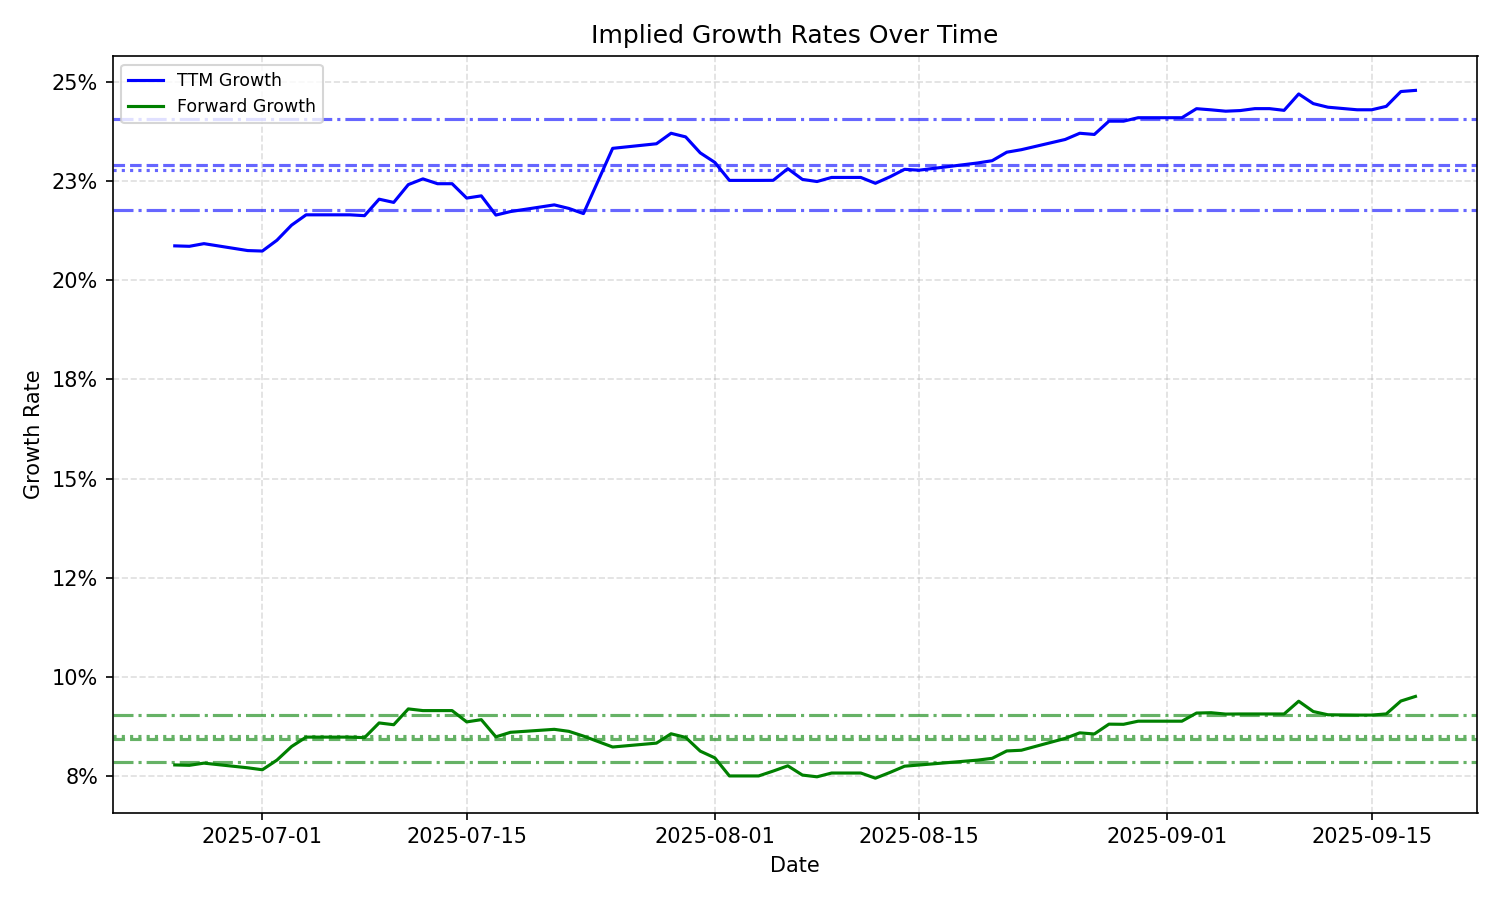 Implied Growth Rates Over Time
TTM Growth
Forward Growth
25%
23%
20%
18%
15%
12%
10%
8%
Growth Rate
2025-07-01
2025-07-15
2025-08-01
2025-08-15
2025-09-01
2025-09-15
Date